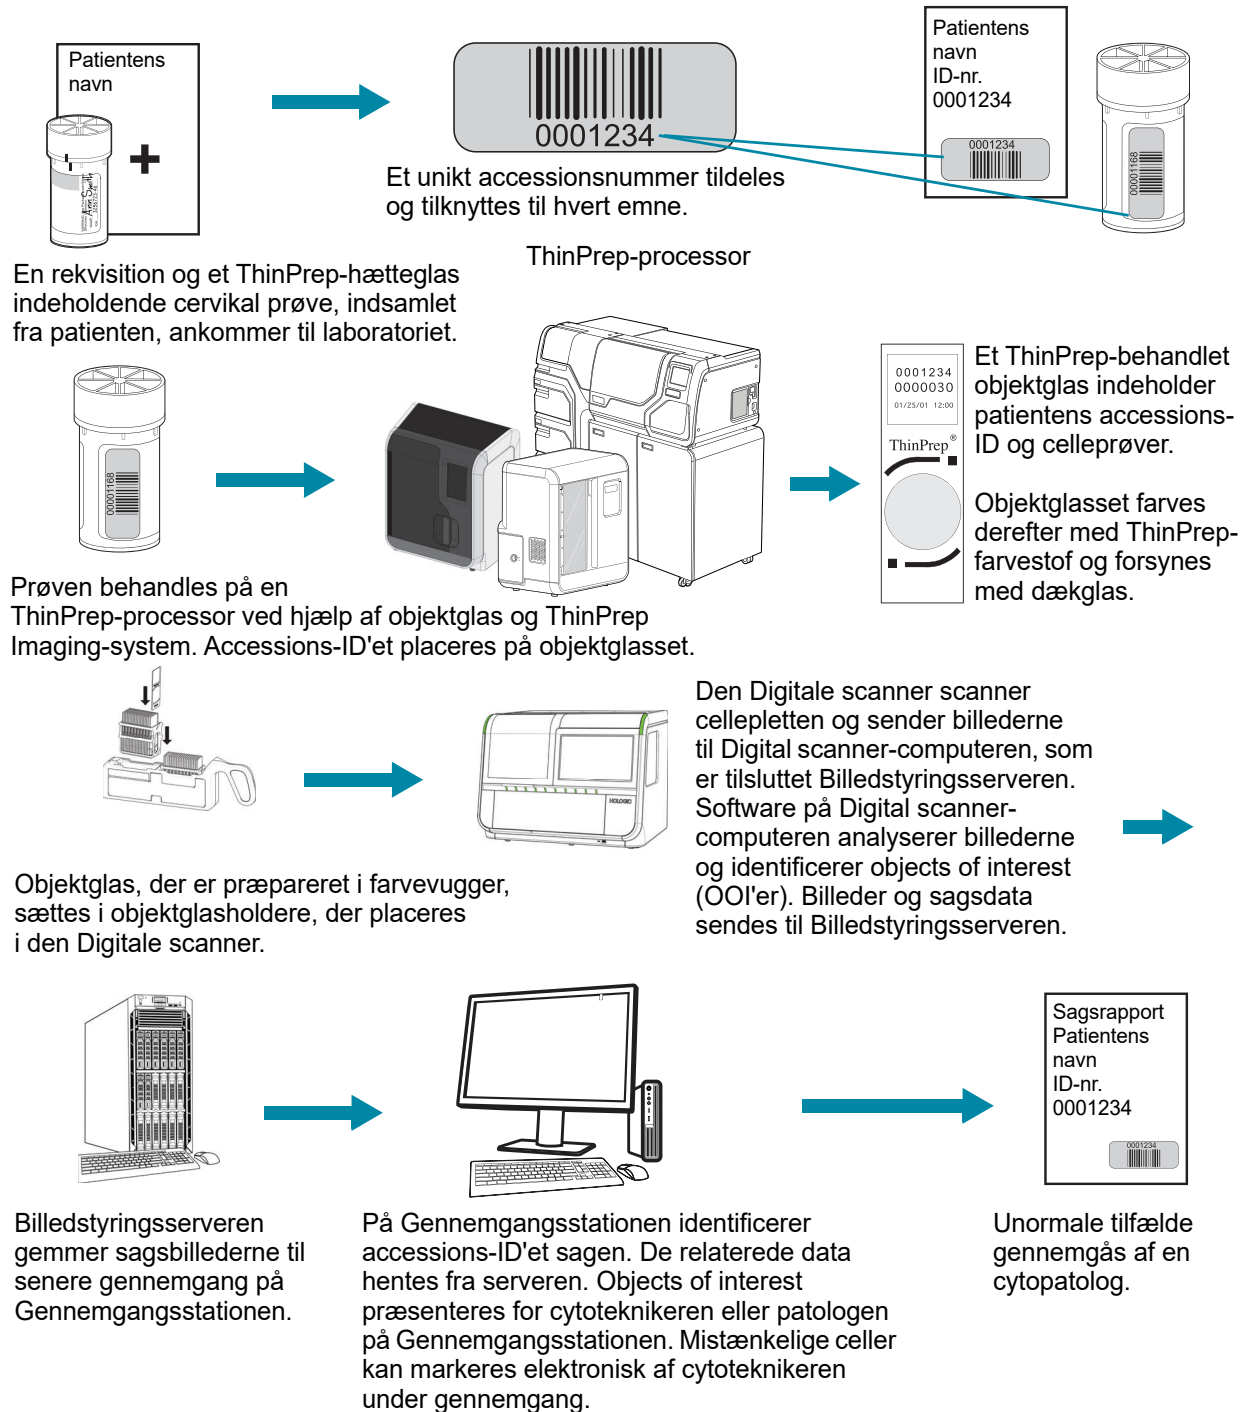 Patientens
navn
Ann Smith
En rekvisition og et ThinPrep-hætteglas
indeholdende cervikal prøve, indsamlet
fra patienten, ankommer til laboratoriet.
0001234
Et unikt accessionsnummer tildeles
og tilknyttes til hvert emne.
Patientens
navn
ID-nr.
0001234
0001234
00001168
ThinPrep-processor
00001168
Prøven behandles på en
ThinPrep-processor ved hjælp af objektglas og ThinPrep
Imaging-system. Accessions-ID'et placeres på objektglasset.
0001234
0000030
01/25/01 12:00
ThinPrep®
Et ThinPrep-behandlet
objektglas indeholder
patientens accessions-
ID og celleprøver.
Objektglasset farves
derefter med ThinPrep-
farvestof og forsynes
med dækglas.
Objektglas, der er præpareret i farvevugger,
sættes i objektglasholdere, der placeres
i den Digitale scanner.
HOLOGIC
Den Digitale scanner scanner
cellepletten og sender billederne
til Digital scanner-computeren, som
er tilsluttet Billedstyringsserveren.
Software på Digital scanner-
computeren analyserer billederne
og identificerer objects of interest
(OOI'er). Billeder og sagsdata
sendes til Billedstyringsserveren.
Billedstyringsserveren
gemmer sagsbillederne til
senere gennemgang på
Gennemgangsstationen.
På Gennemgangsstationen identificerer
accessions-ID'et sagen. De relaterede data
hentes fra serveren. Objects of interest
præsenteres for cytoteknikeren eller patologen
på Gennemgangsstationen. Mistænkelige celler
kan markeres elektronisk af cytoteknikeren
under gennemgang.
Sagsrapport
Patientens
navn
ID-nr.
0001234
0001234
Unormale tilfælde
gennemgås af en
cytopatolog.